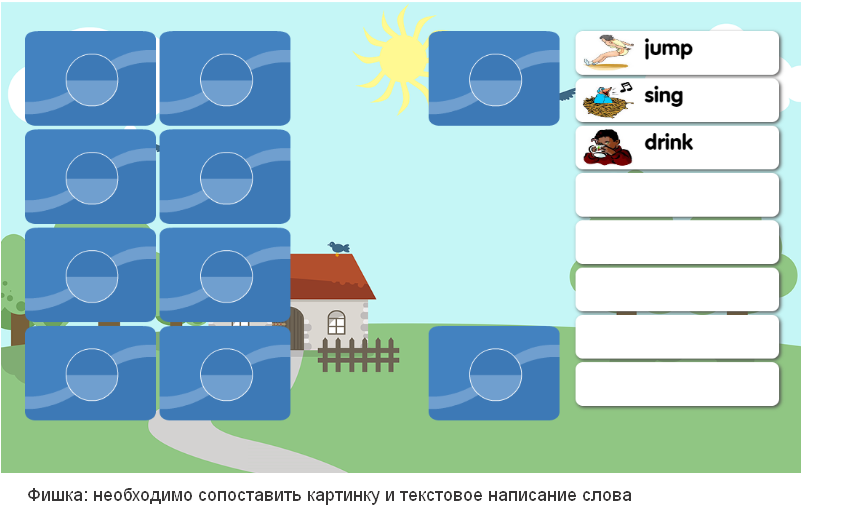 jump
sing
drink
Фишка: необходимо сопоставить картинку и текстовое написание слова